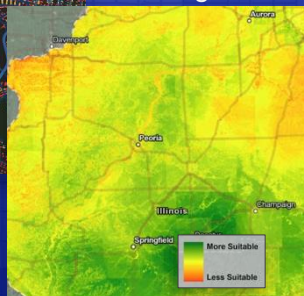 Aurora
Davenport
Peoria
Illinois
Champaign
Springfield
More Suitable
Less Suitable